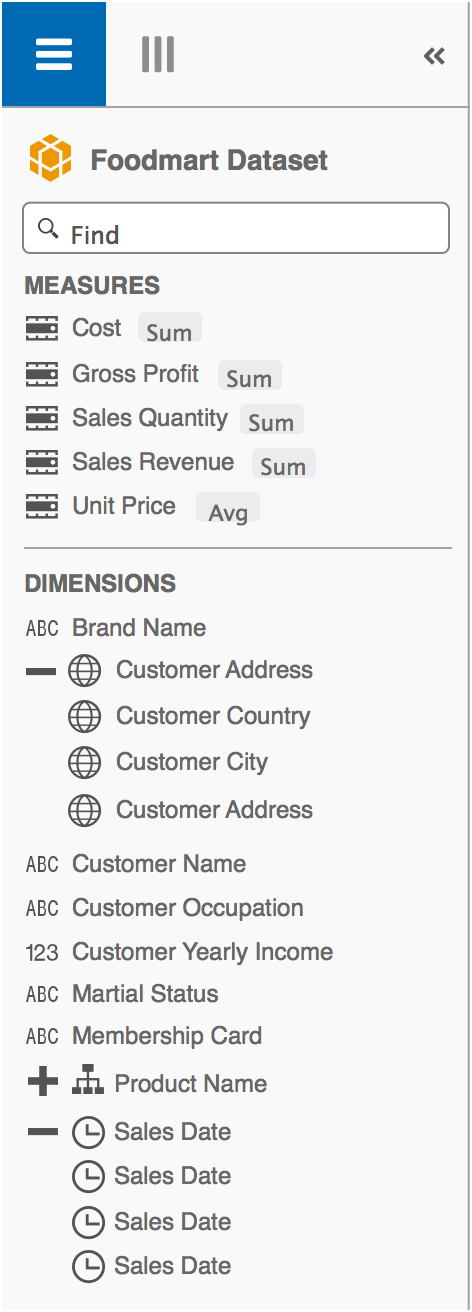 Foodmart Dataset
Find
MEASURES
Cost Sum
Gross Profit Sum
Sales Quantity Sum
Sales Revenue Sum
Unit Price Avg
DIMENSIONS
ABC Brand Name
Customer Address
Customer Country
Customer City
Customer Address
ABC Customer Name
ABC Customer Occupation
123 Customer Yearly Income
ABC Martial Status
ABC Membership Card
Product Name
Sales Date
Sales Date
Sales Date
Sales Date